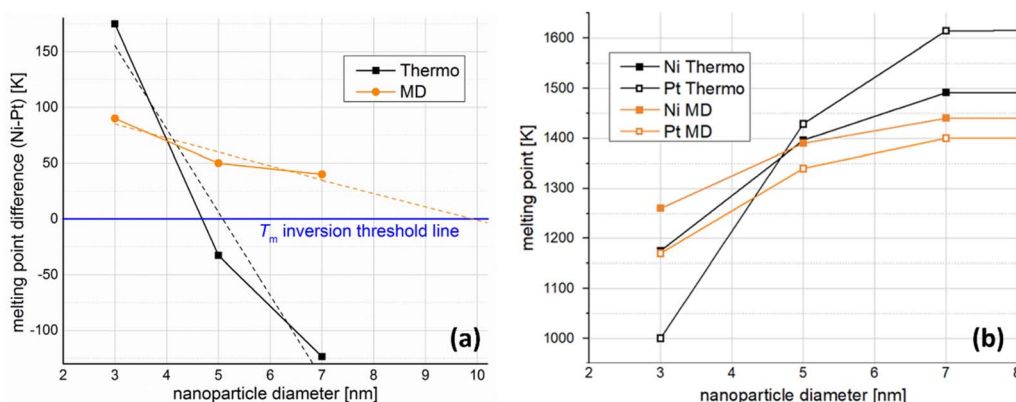 melting point difference (Ni-Pt) [K]
150
100
50
0
-50
-100
Thermo
MD
Tm inversion threshold line
(a)
2 3 4 5 6 7 8 9 10
nanoparticle diameter [nm]
melting point [K]
1600
1500
1400
1300
1200
1100
1000
Ni Thermo
Pt Thermo
Ni MD
Pt MD
(b)
2 3 4 5 6 7 8
nanoparticle diameter [nm]